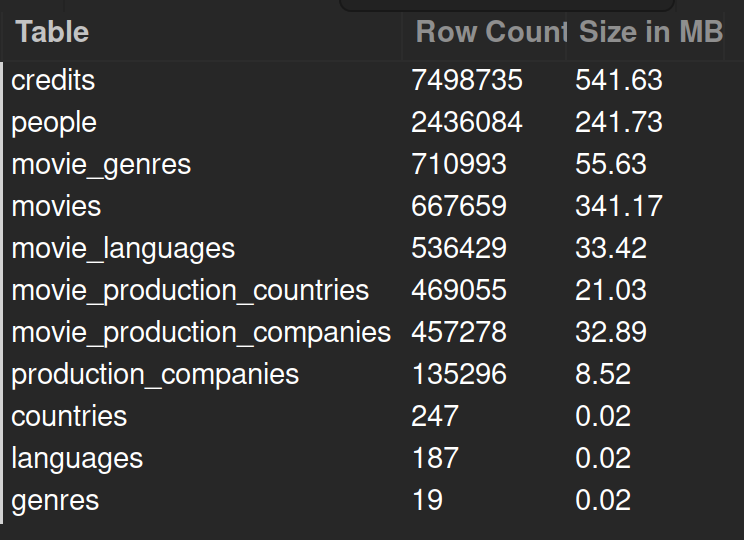 Table Row Count Size in MB
credits 7498735 541.63
people 2436084 241.73
movie_genres 710993 55.63
movies 667659 341.17
movie_languages 536429 33.42
movie_production_countries 469055 21.03
movie_production_companies 457278 32.89
production_companies 135296 8.52
countries 247 0.02
languages 187 0.02
genres 19 0.02